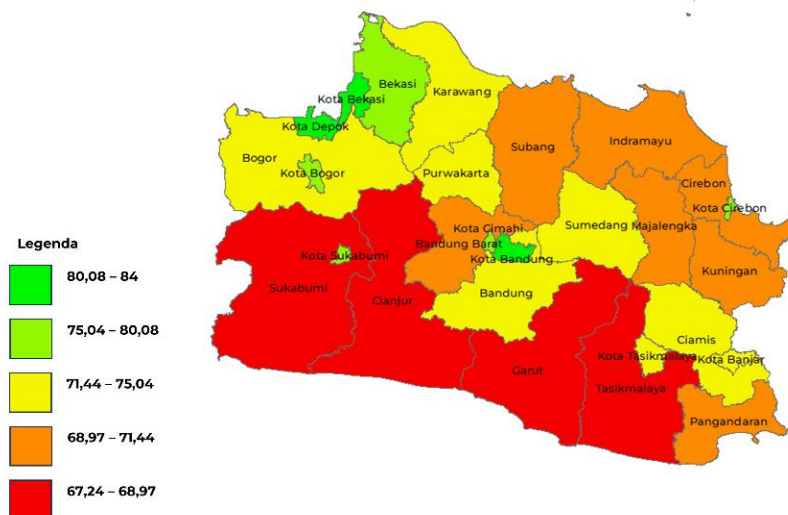 Bekasi
Kota Bekasi
Karawang
Kota Depok
Subang
Indramayu
Bogor
Kota Bogor
Purwakarta
Cirebon
Kota Cirebon
Kota Cimahi
Sumedang
Majalengka
Bandung Barat
Kota Sukabumi
Kota Bandung
Kuningan
Sukabumi
Cianjur
Bandung
Ciamis
Kota Tasikmalaya
Kota Banjar
Garut
Tasikmalaya
Pangandaran
Legenda
80,08 – 84
75,04 – 80,08
71,44 – 75,04
68,97 – 71,44
67,24 – 68,97